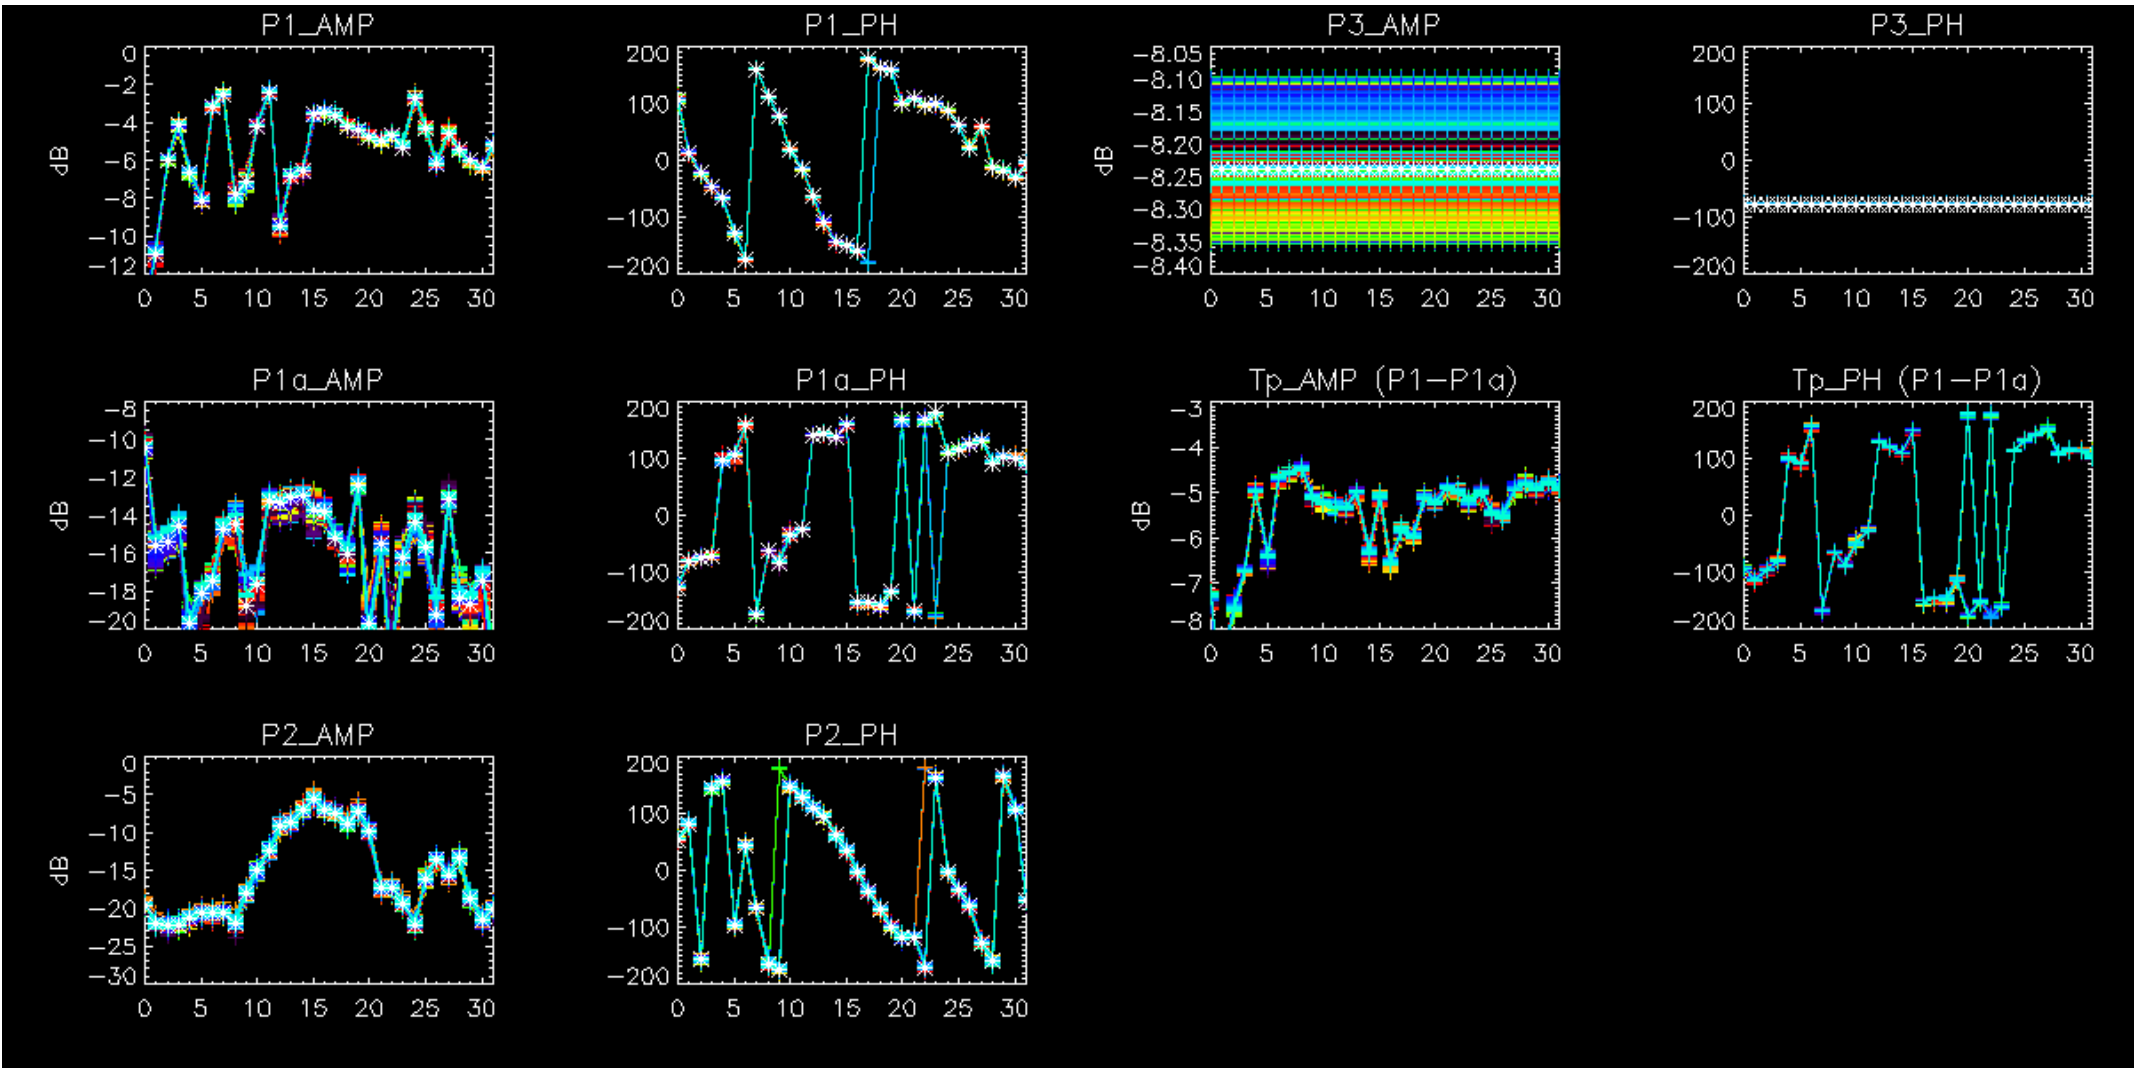 P1_AMP
0
-2
-4
-6
-8
-10
-12
dB
0 5 10 15 20 25 30
P1_PH
200
100
0
-100
-200
0 5 10 15 20 25 30
P3_AMP
-8.05
-8.10
-8.15
-8.20
-8.25
-8.30
-8.35
-8.40
dB
0 5 10 15 20 25 30
P3_PH
200
100
0
-100
-200
0 5 10 15 20 25 30
P1a_AMP
-8
-10
-12
-14
-16
-18
-20
dB
0 5 10 15 20 25 30
P1a_PH
200
100
0
-100
-200
0 5 10 15 20 25 30
Tp_AMP (P1-P1a)
-3
-4
-5
-6
-7
-8
dB
0 5 10 15 20 25 30
Tp_PH (P1-P1a)
200
100
0
-100
-200
0 5 10 15 20 25 30
P2_AMP
0
-5
-10
-15
-20
-25
-30
dB
0 5 10 15 20 25 30
P2_PH
200
100
0
-100
-200
0 5 10 15 20 25 30